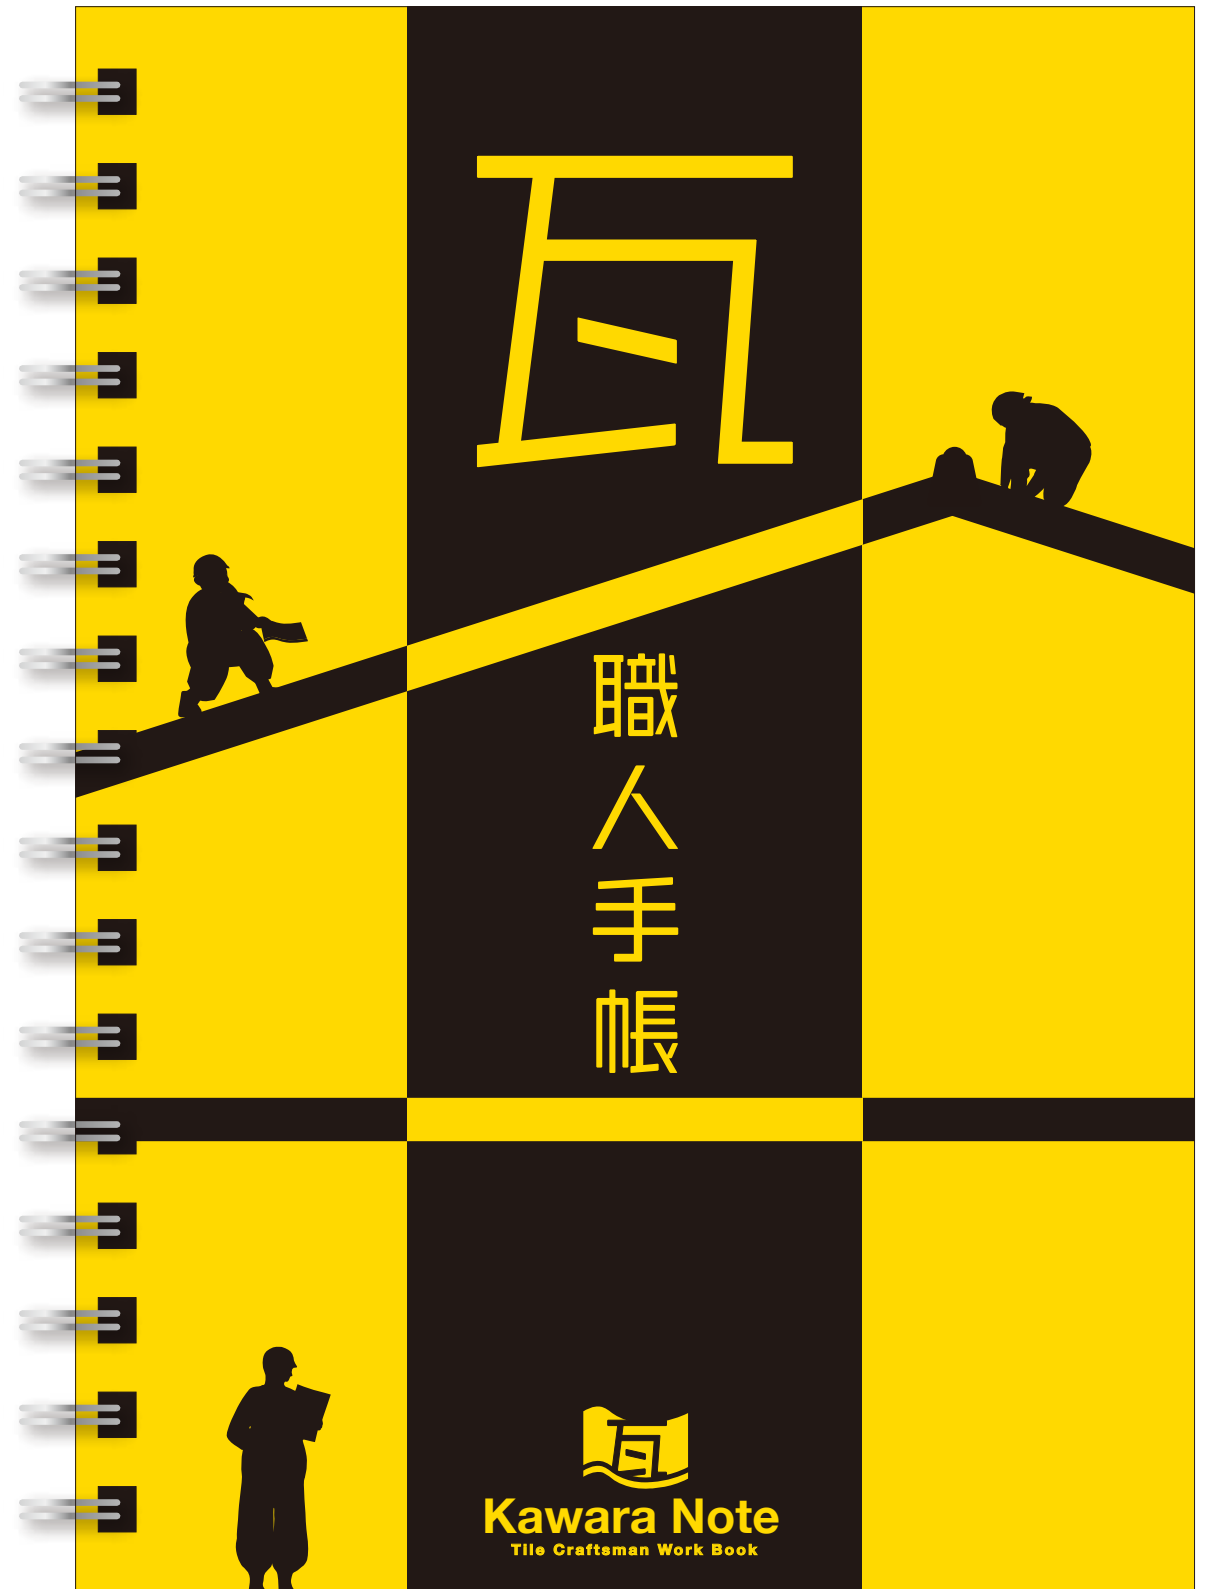 瓦
職人手帳
瓦
Kawara Note
Tile Craftsman Work Book